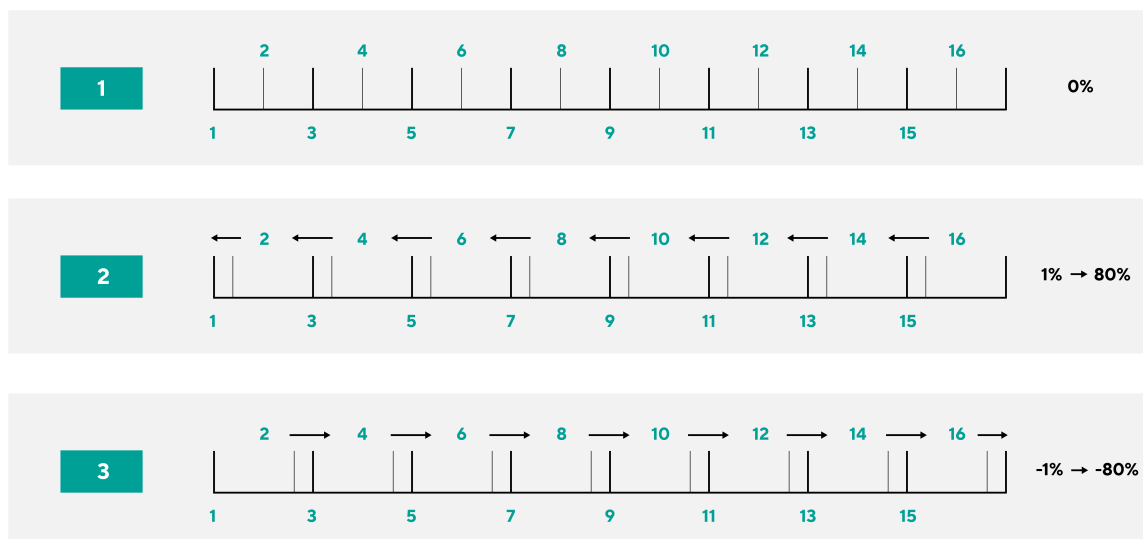 2 4 6 8 10 12 14 16
1 0%
1 3 5 7 9 11 13 15
← 2 ← 4 ← 6 ← 8 ← 10 ← 12 ← 14 ← 16
2 1% → 80%
1 3 5 7 9 11 13 15
2 → 4 → 6 → 8 → 10 → 12 → 14 → 16 →
3 -1% → -80%
1 3 5 7 9 11 13 15